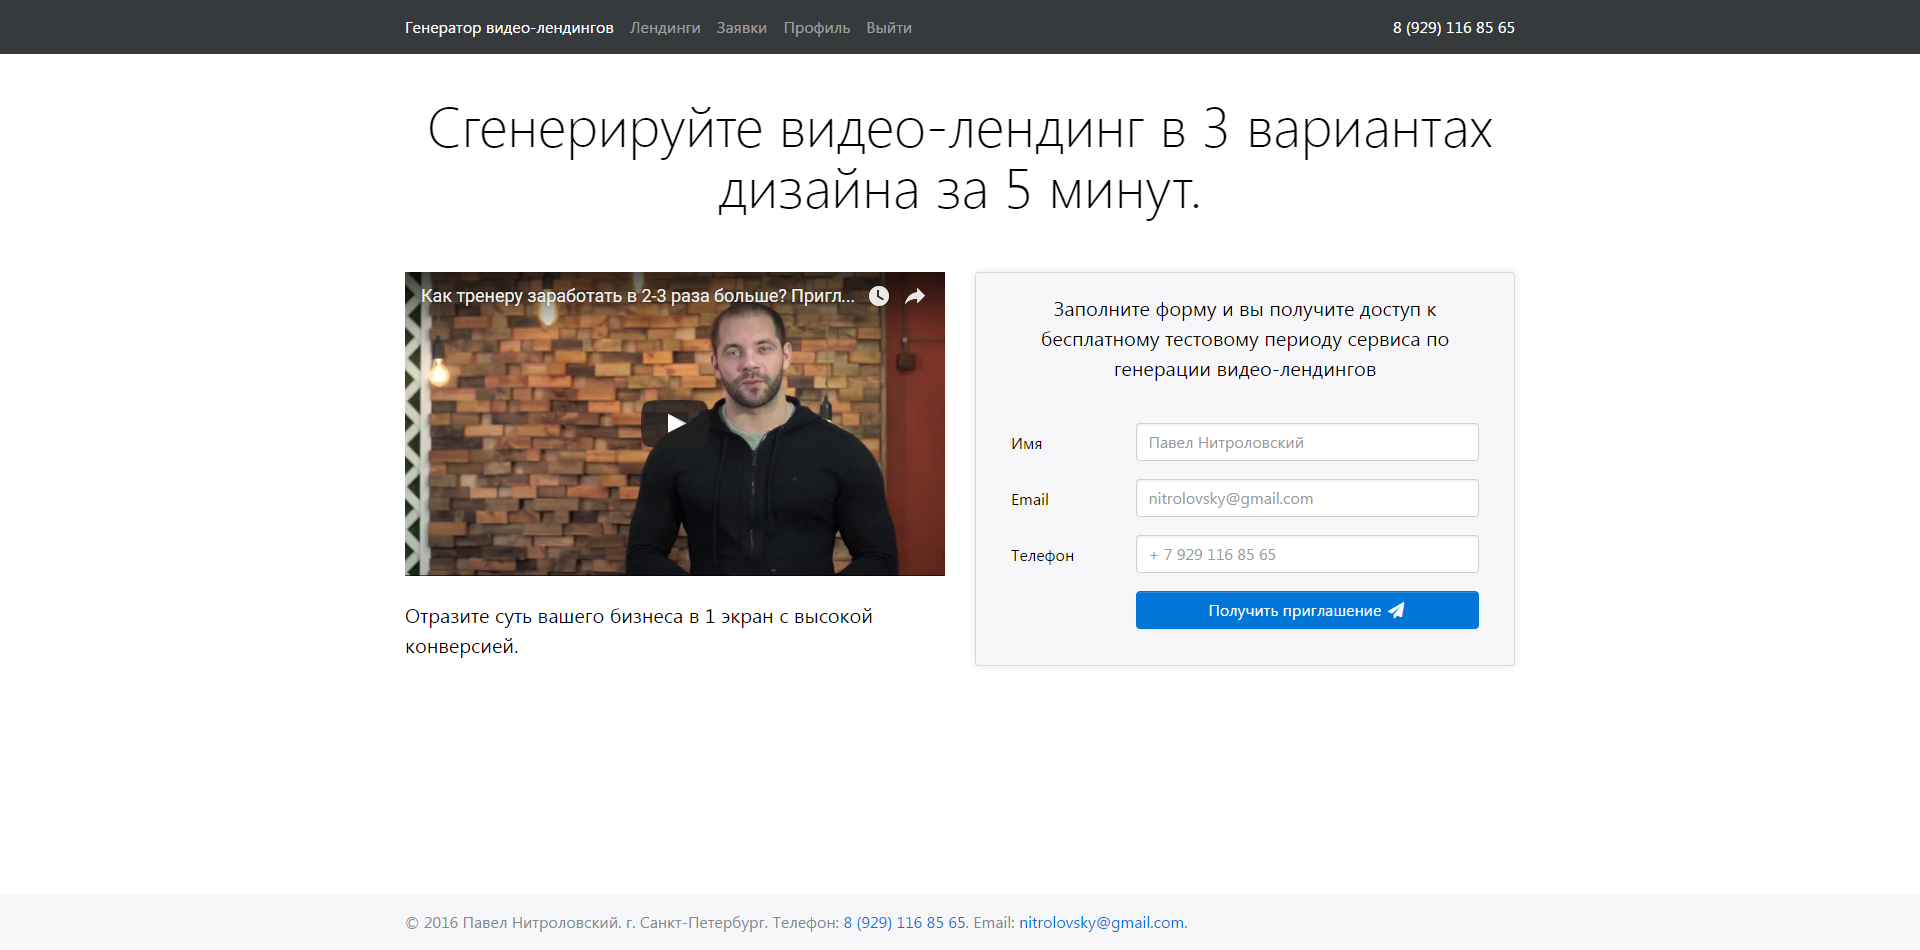 Генератор видео-лендингов Лендинги Заявки Профиль Выйти 8 (929) 116 85 65
Сгенерируйте видео-лендинг в 3 вариантах
дизайна за 5 минут.
Как тренеру заработать в 2-3 раза больше? Пригл...
Отразите суть вашего бизнеса в 1 экран с высокой
конверсией.
Заполните форму и вы получите доступ к
бесплатному тестовому периоду сервиса по
генерации видео-лендингов
Имя Павел Нитроловский
Email nitrolovsky@gmail.com
Телефон + 7 929 116 85 65
Получить приглашение
© 2016 Павел Нитроловский. г. Санкт-Петербург. Телефон: 8 (929) 116 85 65. Email: nitrolovsky@gmail.com.